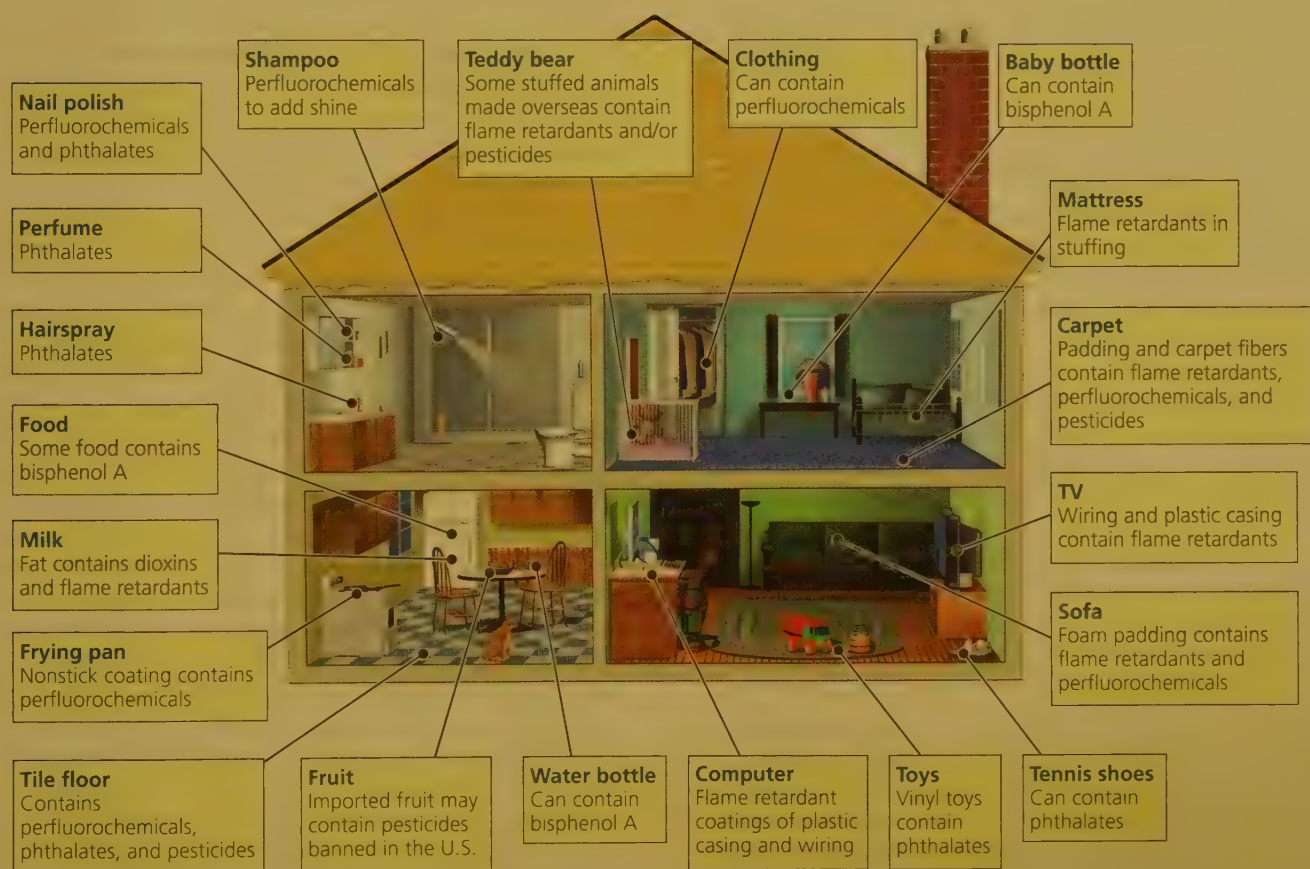 Shampoo
Perfluorochemicals
to add shine
Teddy bear
Some stuffed animals
made overseas contain
flame retardants and/or
pesticides
Clothing
Can contain
perfluorochemicals
Baby bottle
Can contain
bisphenol A
Nail polish
Perfluorochemicals
and phthalates
Perfume
Phthalates
Hairspray
Phthalates
Food
Some food contains
bisphenol A
Milk
Fat contains dioxins
and flame retardants
Frying pan
Nonstick coating contains
perfluorochemicals
Mattress
Flame retardants in
stuffing
Carpet
Padding and carpet fibers
contain flame retardants,
perfluorochemicals, and
pesticides
TV
Wiring and plastic casing
contain flame retardants
Sofa
Foam padding contains
flame retardants and
perfluorochemicals
Tile floor
Contains
perfluorochemicals,
phthalates, and pesticides
Fruit
Imported fruit may
contain pesticides
banned in the U.S.
Water bottle
Can contain
bisphenol A
Computer
Flame retardant
coatings of plastic
casing and wiring
Toys
Vinyl toys
contain
phthalates
Tennis shoes
Can contain
phthalates